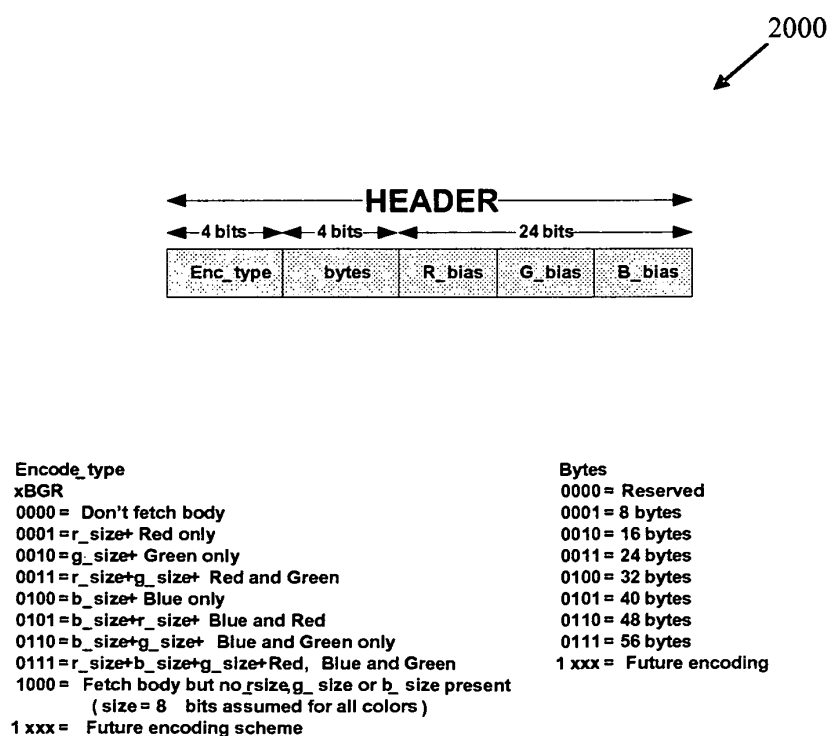 2000
HEADER
4 bits 4 bits 24 bits
Enc_type bytes R_bias G_bias B_bias
Encode_type
xBGR
0000 = Don't fetch body
0001 =r_size+ Red only
0010 =g_size+ Green only
0011 =r_size+g_size+ Red and Green
0100 =b_size+ Blue only
0101 =b_size+r_size+ Blue and Red
0110 =b_size+g_size+ Blue and Green only
0111 =r_size+b_size+g_size+Red, Blue and Green
1000 = Fetch body but no rsize,g_ size or b_ size present
( size = 8 bits assumed for all colors )
1 xxx = Future encoding scheme
Bytes
0000 = Reserved
0001 = 8 bytes
0010 = 16 bytes
0011 = 24 bytes
0100 = 32 bytes
0101 = 40 bytes
0110 = 48 bytes
0111 = 56 bytes
1 xxx = Future encoding